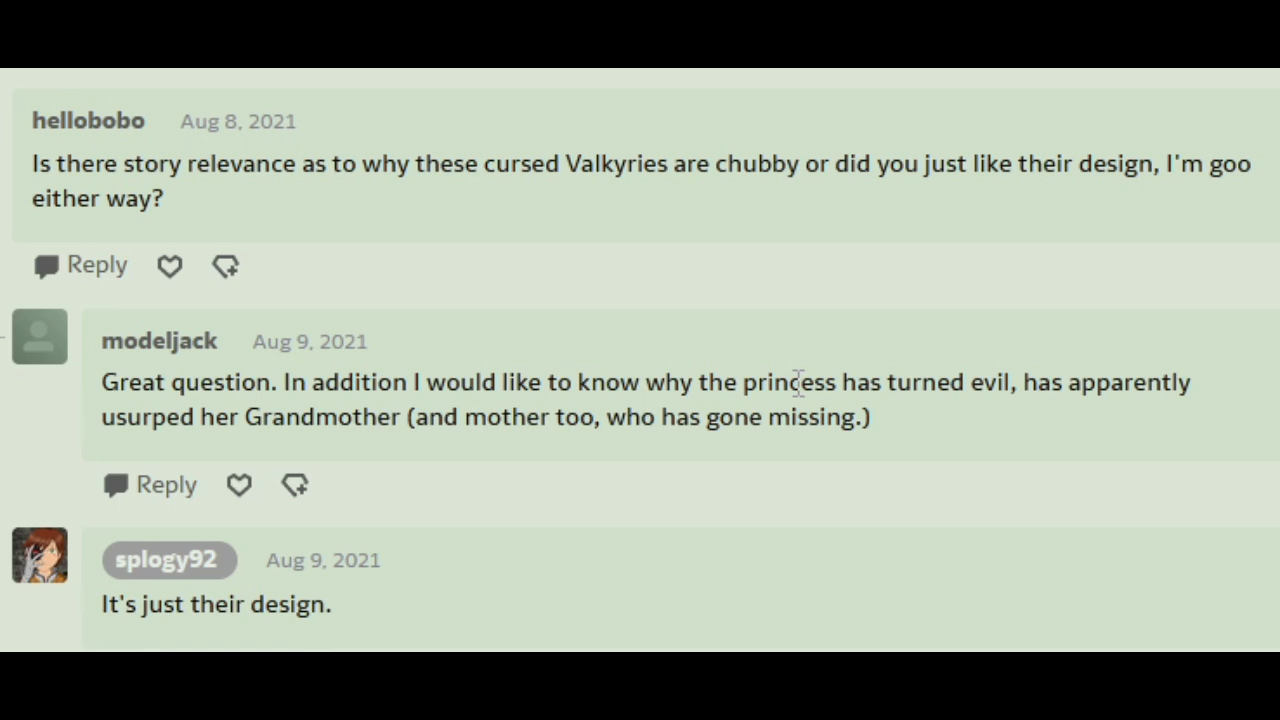 hellobobo Aug 8, 2021
Is there story relevance as to why these cursed Valkyries are chubby or did you just like their design, I'm goo
either way?
Reply
modeljack Aug 9, 2021
Great question. In addition I would like to know why the princess has turned evil, has apparently
usurped her Grandmother (and mother too, who has gone missing.)
Reply
splogy92 Aug 9, 2021
It's just their design.